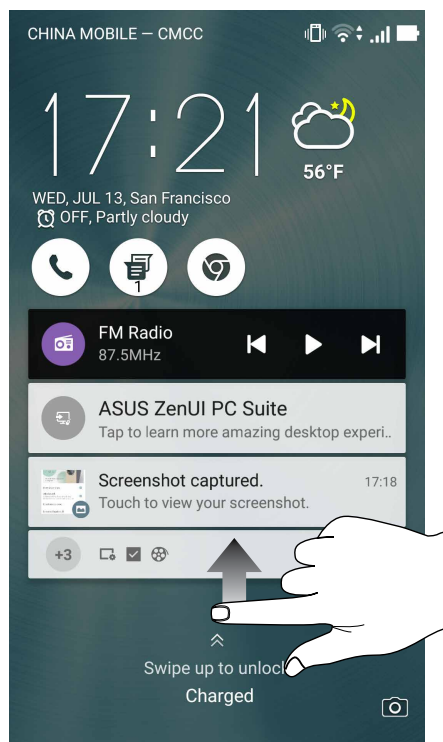 CHINA MOBILE — CMCC
17:21
56°F
WED, JUL 13, San Francisco
OFF, Partly cloudy
1
FM Radio
87.5MHz
ASUS ZenUI PC Suite
Tap to learn more amazing desktop experi..
Screenshot captured. 17:18
Touch to view your screenshot.
+3
Swipe up to unloc
Charged